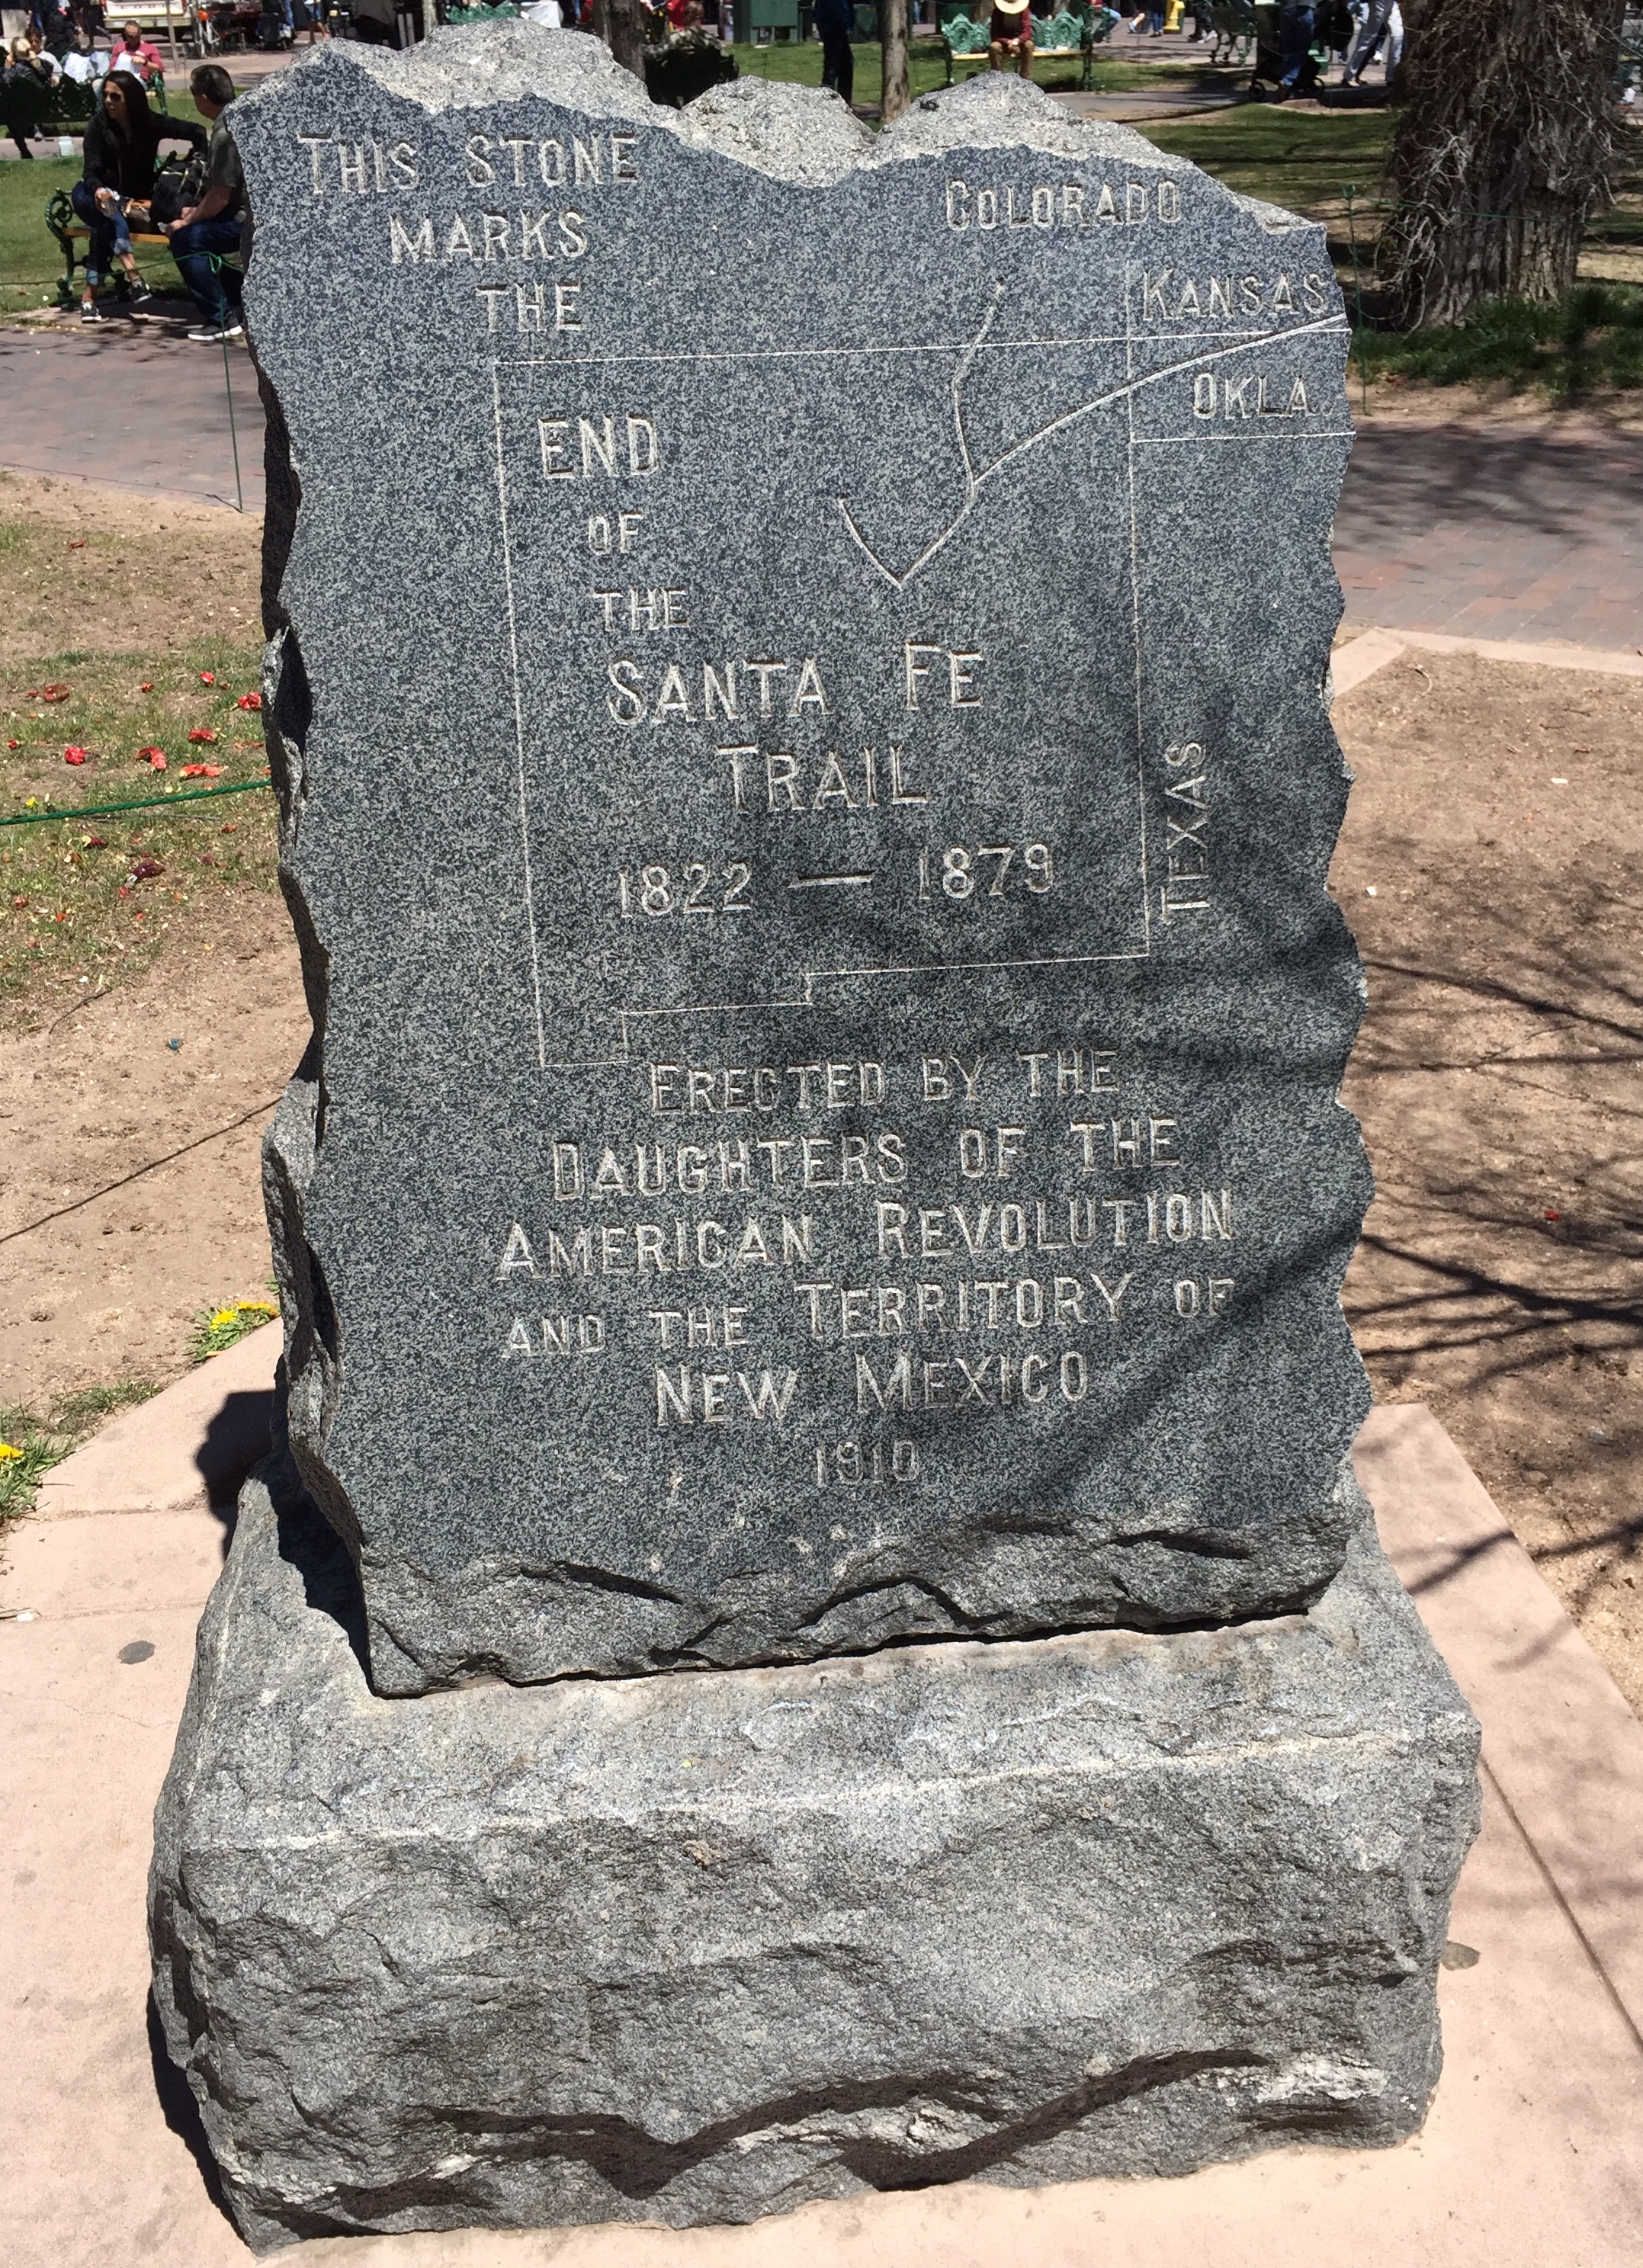 THIS STONE
MARKS
THE
COLORADO
KANSAS
OKLA.
END
OF
THE
SANTA FE
TRAIL
1822 — 1879
TEXAS
ERECTED BY THE
DAUGHTERS OF THE
AMERICAN REVOLUTION
AND THE TERRITORY OF
NEW MEXICO
1910